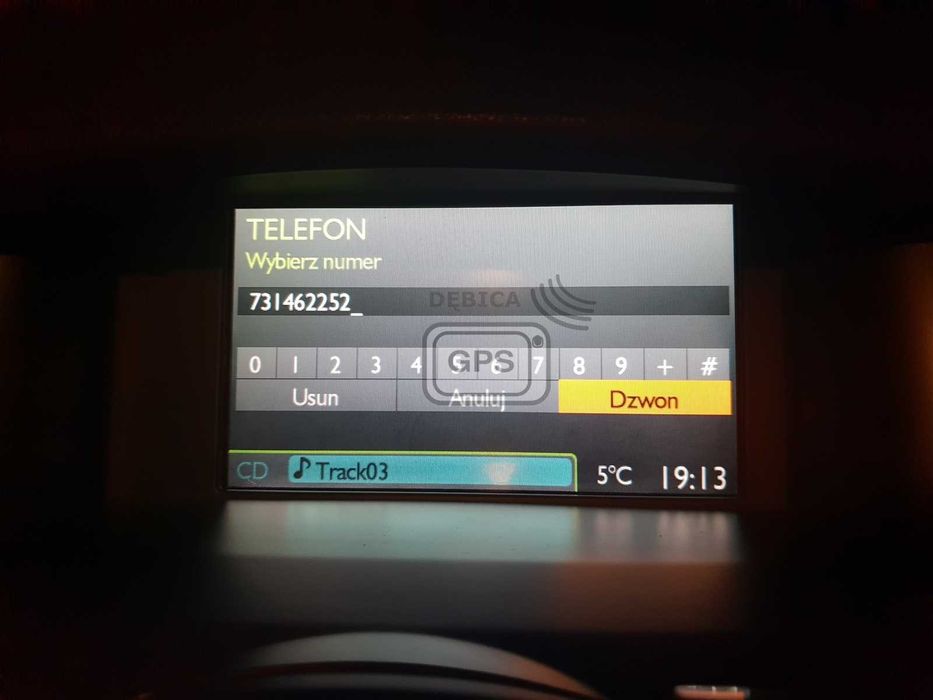 TELEFON
Wybierz numer
731462252_
DĘBICA
GPS
0 1 2 3 4 5 6 7 8 9 + #
Usun Anuluj Dzwon
CD Track03 5°C 19:13